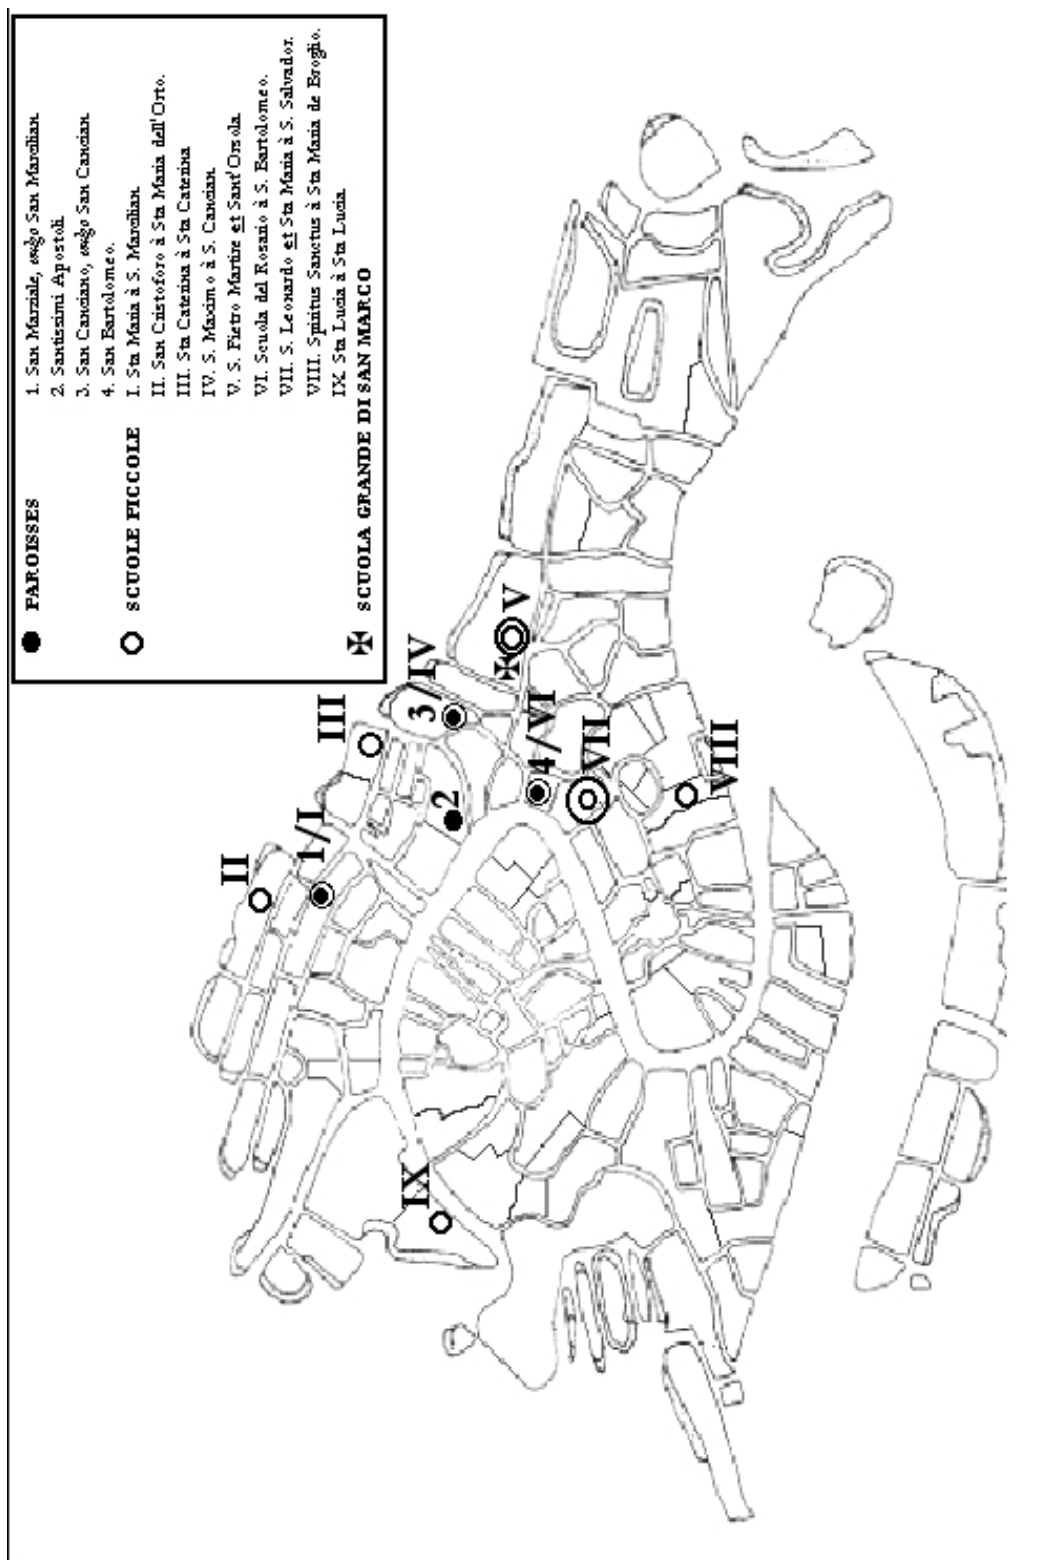 PAROISSES
1. San Marziale, vulgo San Marcilian.
2. Santissimi Apostoli.
3. San Canciano, vulgo San Cancian.
4. San Bartolomeo.
SCUOLE PICCOLE
I. Sta Maria à S. Marcilian.
II. San Cristoforo à Sta Maria dell'Orto.
III. Sta Caterina à Sta Caterina
IV. S. Maximo à S. Cancian.
V. S. Pietro Martire et Sant'Orsola.
VI. Scuola del Rosario à S. Bartolomeo.
VII. S. Leonardo et Sta Maria à S. Salvador.
VIII. Spiritus Sanctus à Sta Maria de Broglio.
IX. Sta Lucia à Sta Lucia
SCUOLA GRANDE DI SAN MARCO
II
1/I
III
3/IV
V
2
4/VI
VII
VIII
IX